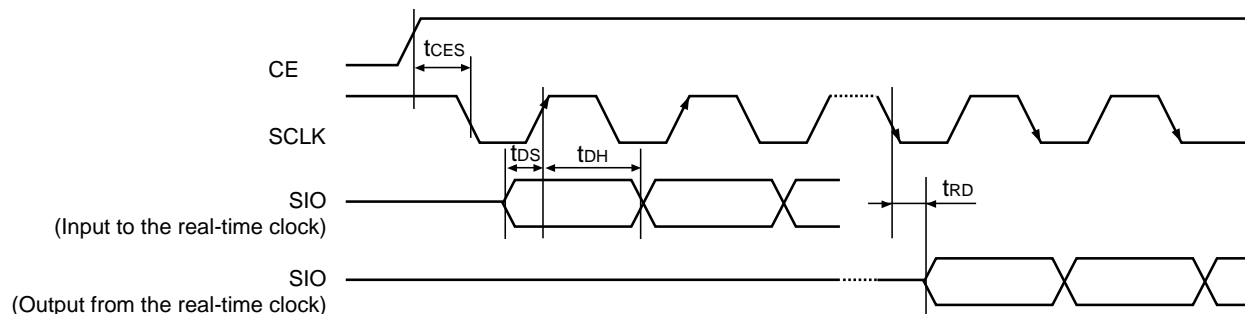 CE
tCES
SCLK
tDS
tDH
SIO
(Input to the real-time clock)
tRD
SIO
(Output from the real-time clock)